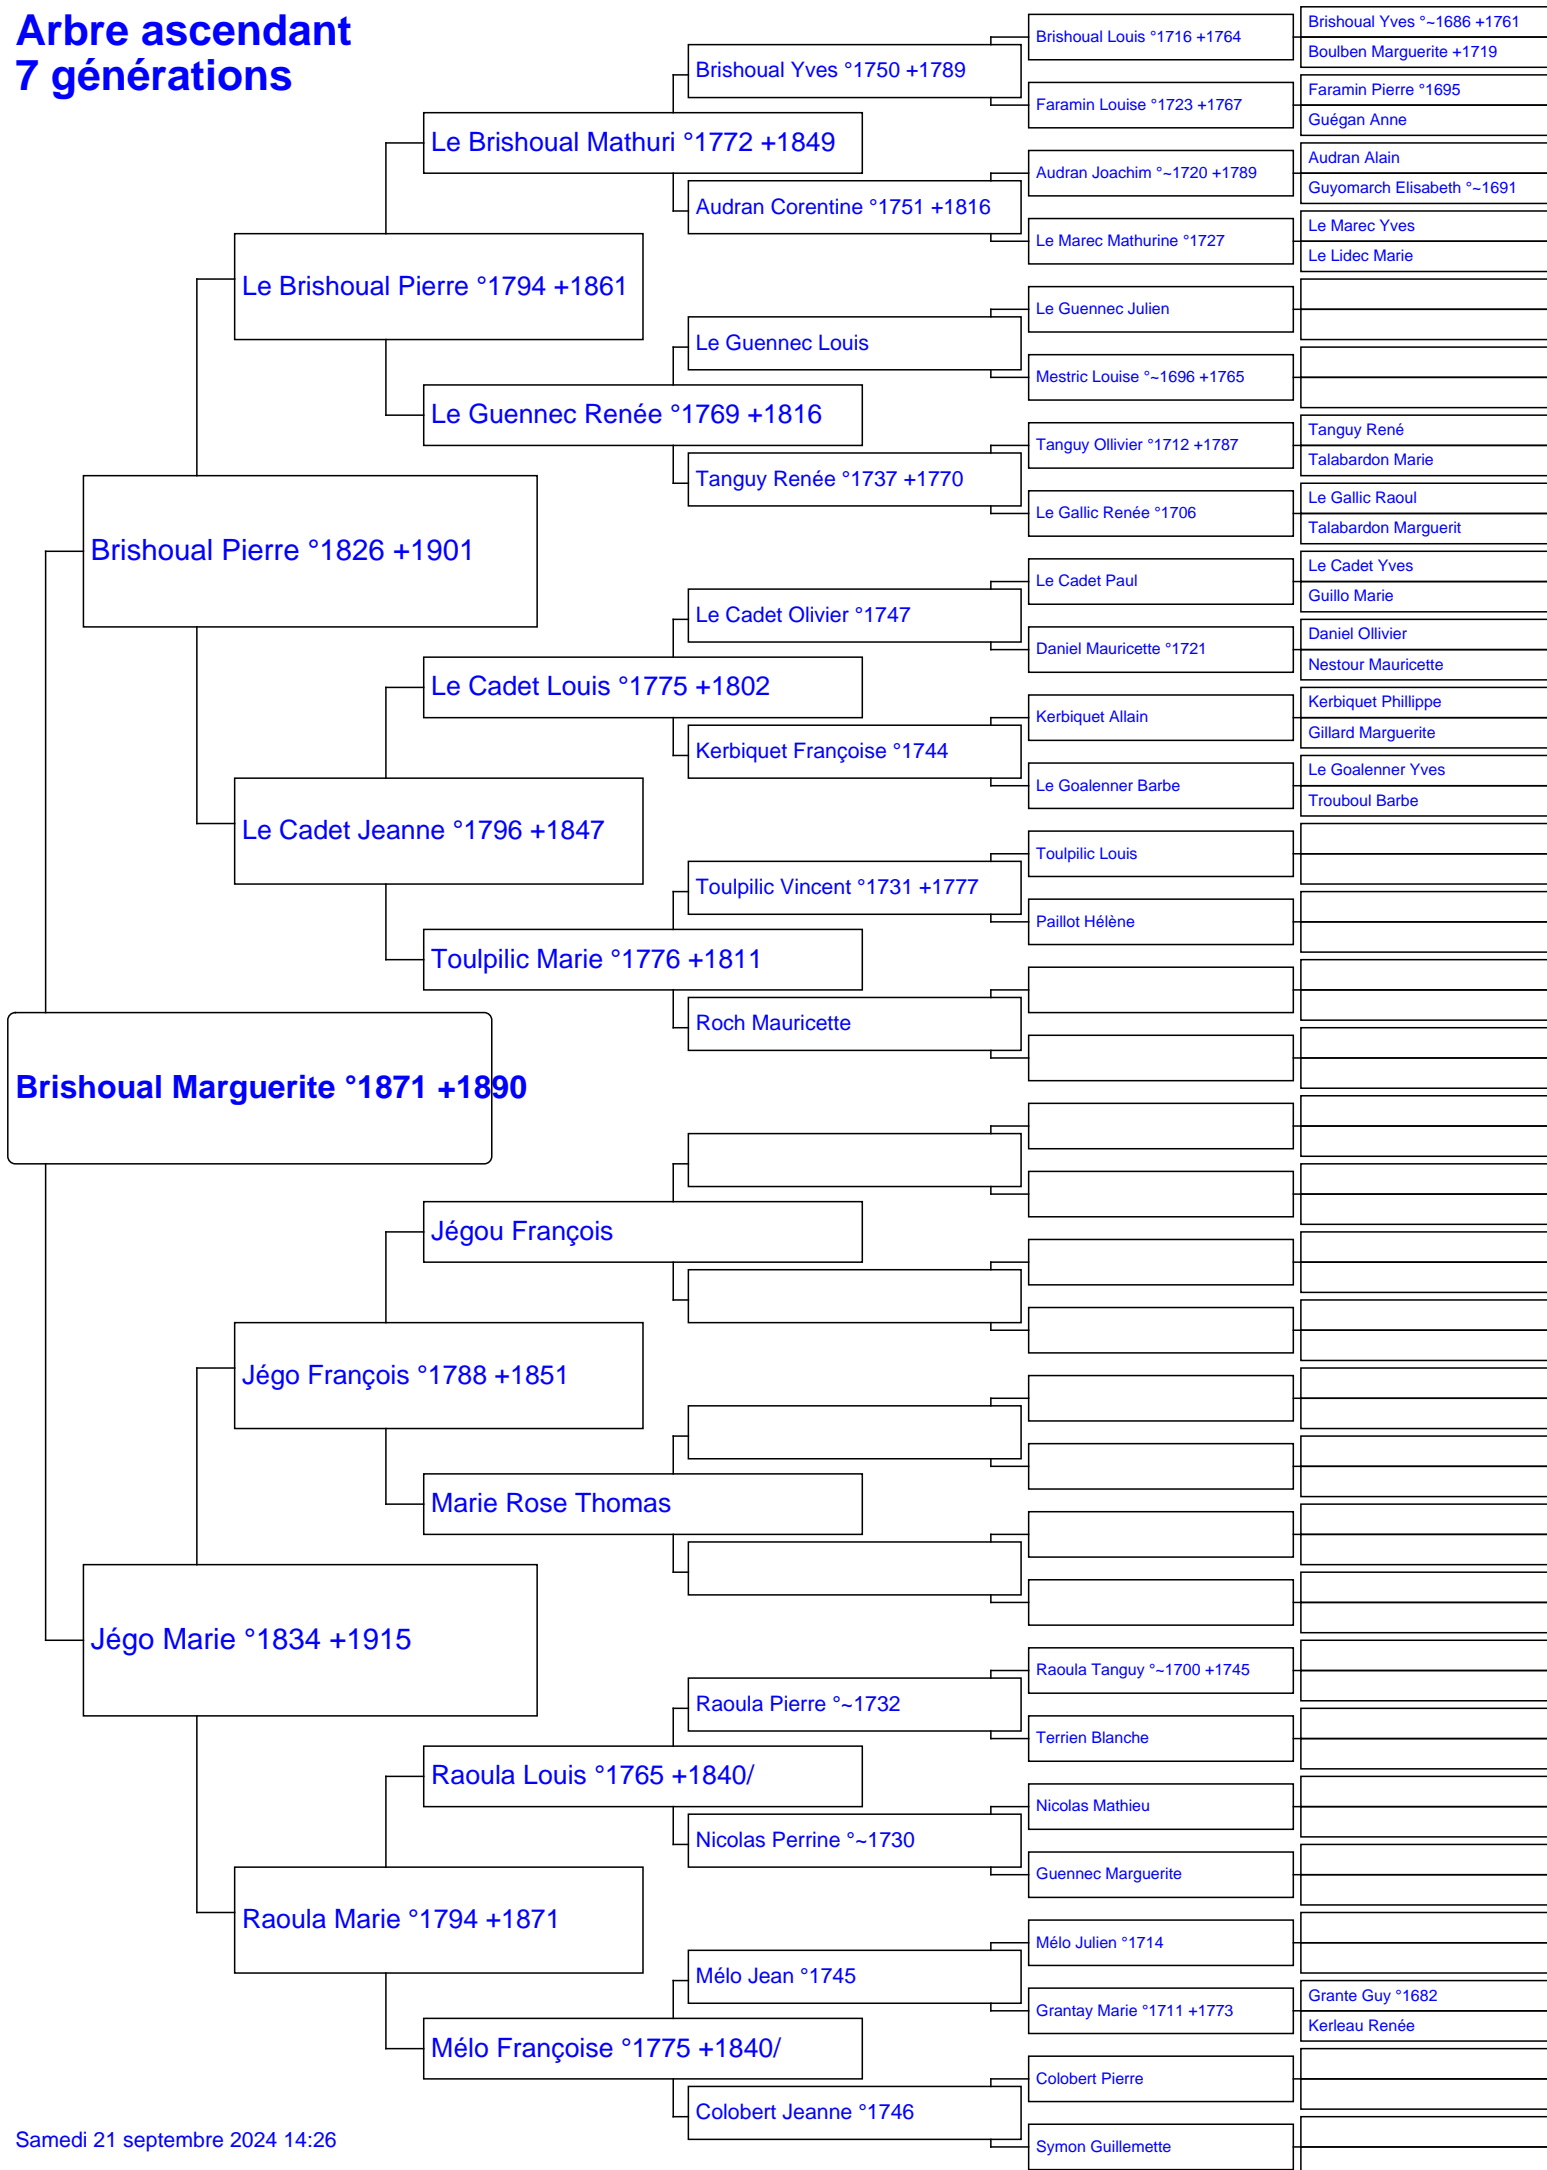 Arbre ascendant
7 générations
Brishoual Marguerite °1871 +1890
Brishoual Pierre °1826 +1901
Jégo Marie °1834 +1915
Le Brishoual Pierre °1794 +1861
Le Cadet Jeanne °1796 +1847
Jégo François °1788 +1851
Raoula Marie °1794 +1871
Le Brishoual Mathuri °1772 +1849
Le Guennec Renée °1769 +1816
Le Cadet Louis °1775 +1802
Toulpilic Marie °1776 +1811
Jégou François
Marie Rose Thomas
Raoula Louis °1765 +1840/
Mélo Françoise °1775 +1840/
Brishoual Yves °1750 +1789
Audran Corentine °1751 +1816
Le Guennec Louis
Tanguy Renée °1737 +1770
Le Cadet Olivier °1747
Kerbiquet Françoise °1744
Toulpilic Vincent °1731 +1777
Roch Mauricette
Raoula Pierre °~1732
Nicolas Perrine °~1730
Mélo Jean °1745
Colobert Jeanne °1746
Brishoual Louis °1716 +1764
Faramin Louise °1723 +1767
Audran Joachim °~1720 +1789
Le Marec Mathurine °1727
Le Guennec Julien
Mestric Louise °~1696 +1765
Tanguy Ollivier °1712 +1787
Le Gallic Renée °1706
Le Cadet Paul
Daniel Mauricette °1721
Kerbiquet Allain
Le Goalenner Barbe
Toulpilic Louis
Paillot Hélène
Raoula Tanguy °~1700 +1745
Terrien Blanche
Nicolas Mathieu
Guennec Marguerite
Mélo Julien °1714
Grantay Marie °1711 +1773
Colobert Pierre
Symon Guillemette
Brishoual Yves °~1686 +1761
Boulben Marguerite +1719
Faramin Pierre °1695
Guégan Anne
Audran Alain
Guyomarch Elisabeth °~1691
Le Marec Yves
Le Lidec Marie
Tanguy René
Talabardon Marie
Le Gallic Raoul
Talabardon Marguerit
Le Cadet Yves
Guillo Marie
Daniel Ollivier
Nestour Mauricette
Kerbiquet Phillippe
Gillard Marguerite
Le Goalenner Yves
Trouboul Barbe
Grante Guy °1682
Kerleau Renée
Samedi 21 septembre 2024 14:26